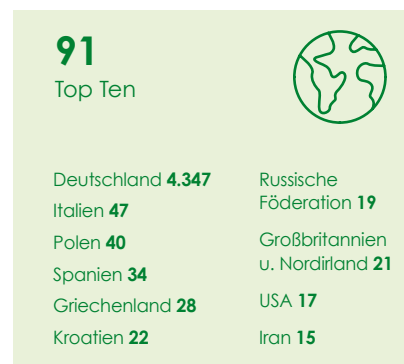 91
Top Ten
Deutschland 4.347
Italien 47
Polen 40
Spanien 34
Griechenland 28
Kroatien 22
Russische
Föderation 19
Großbritannien
u. Nordirland 21
USA 17
Iran 15